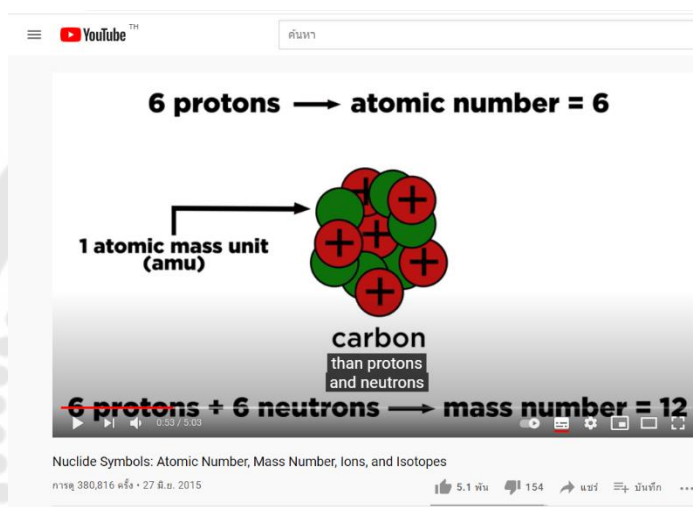 YouTube TH
ค้นหา
6 protons → atomic number = 6
1 atomic mass unit
(amu)
carbon
than protons
and neutrons
6 protons + 6 neutrons → mass number = 12
0:53 / 5:03
Nuclide Symbols: Atomic Number, Mass Number, Ions, and Isotopes
การดู 380,816 ครั้ง • 27 มิ.ย. 2015
5.1 พัน 154 แชร์ บันทึก ...